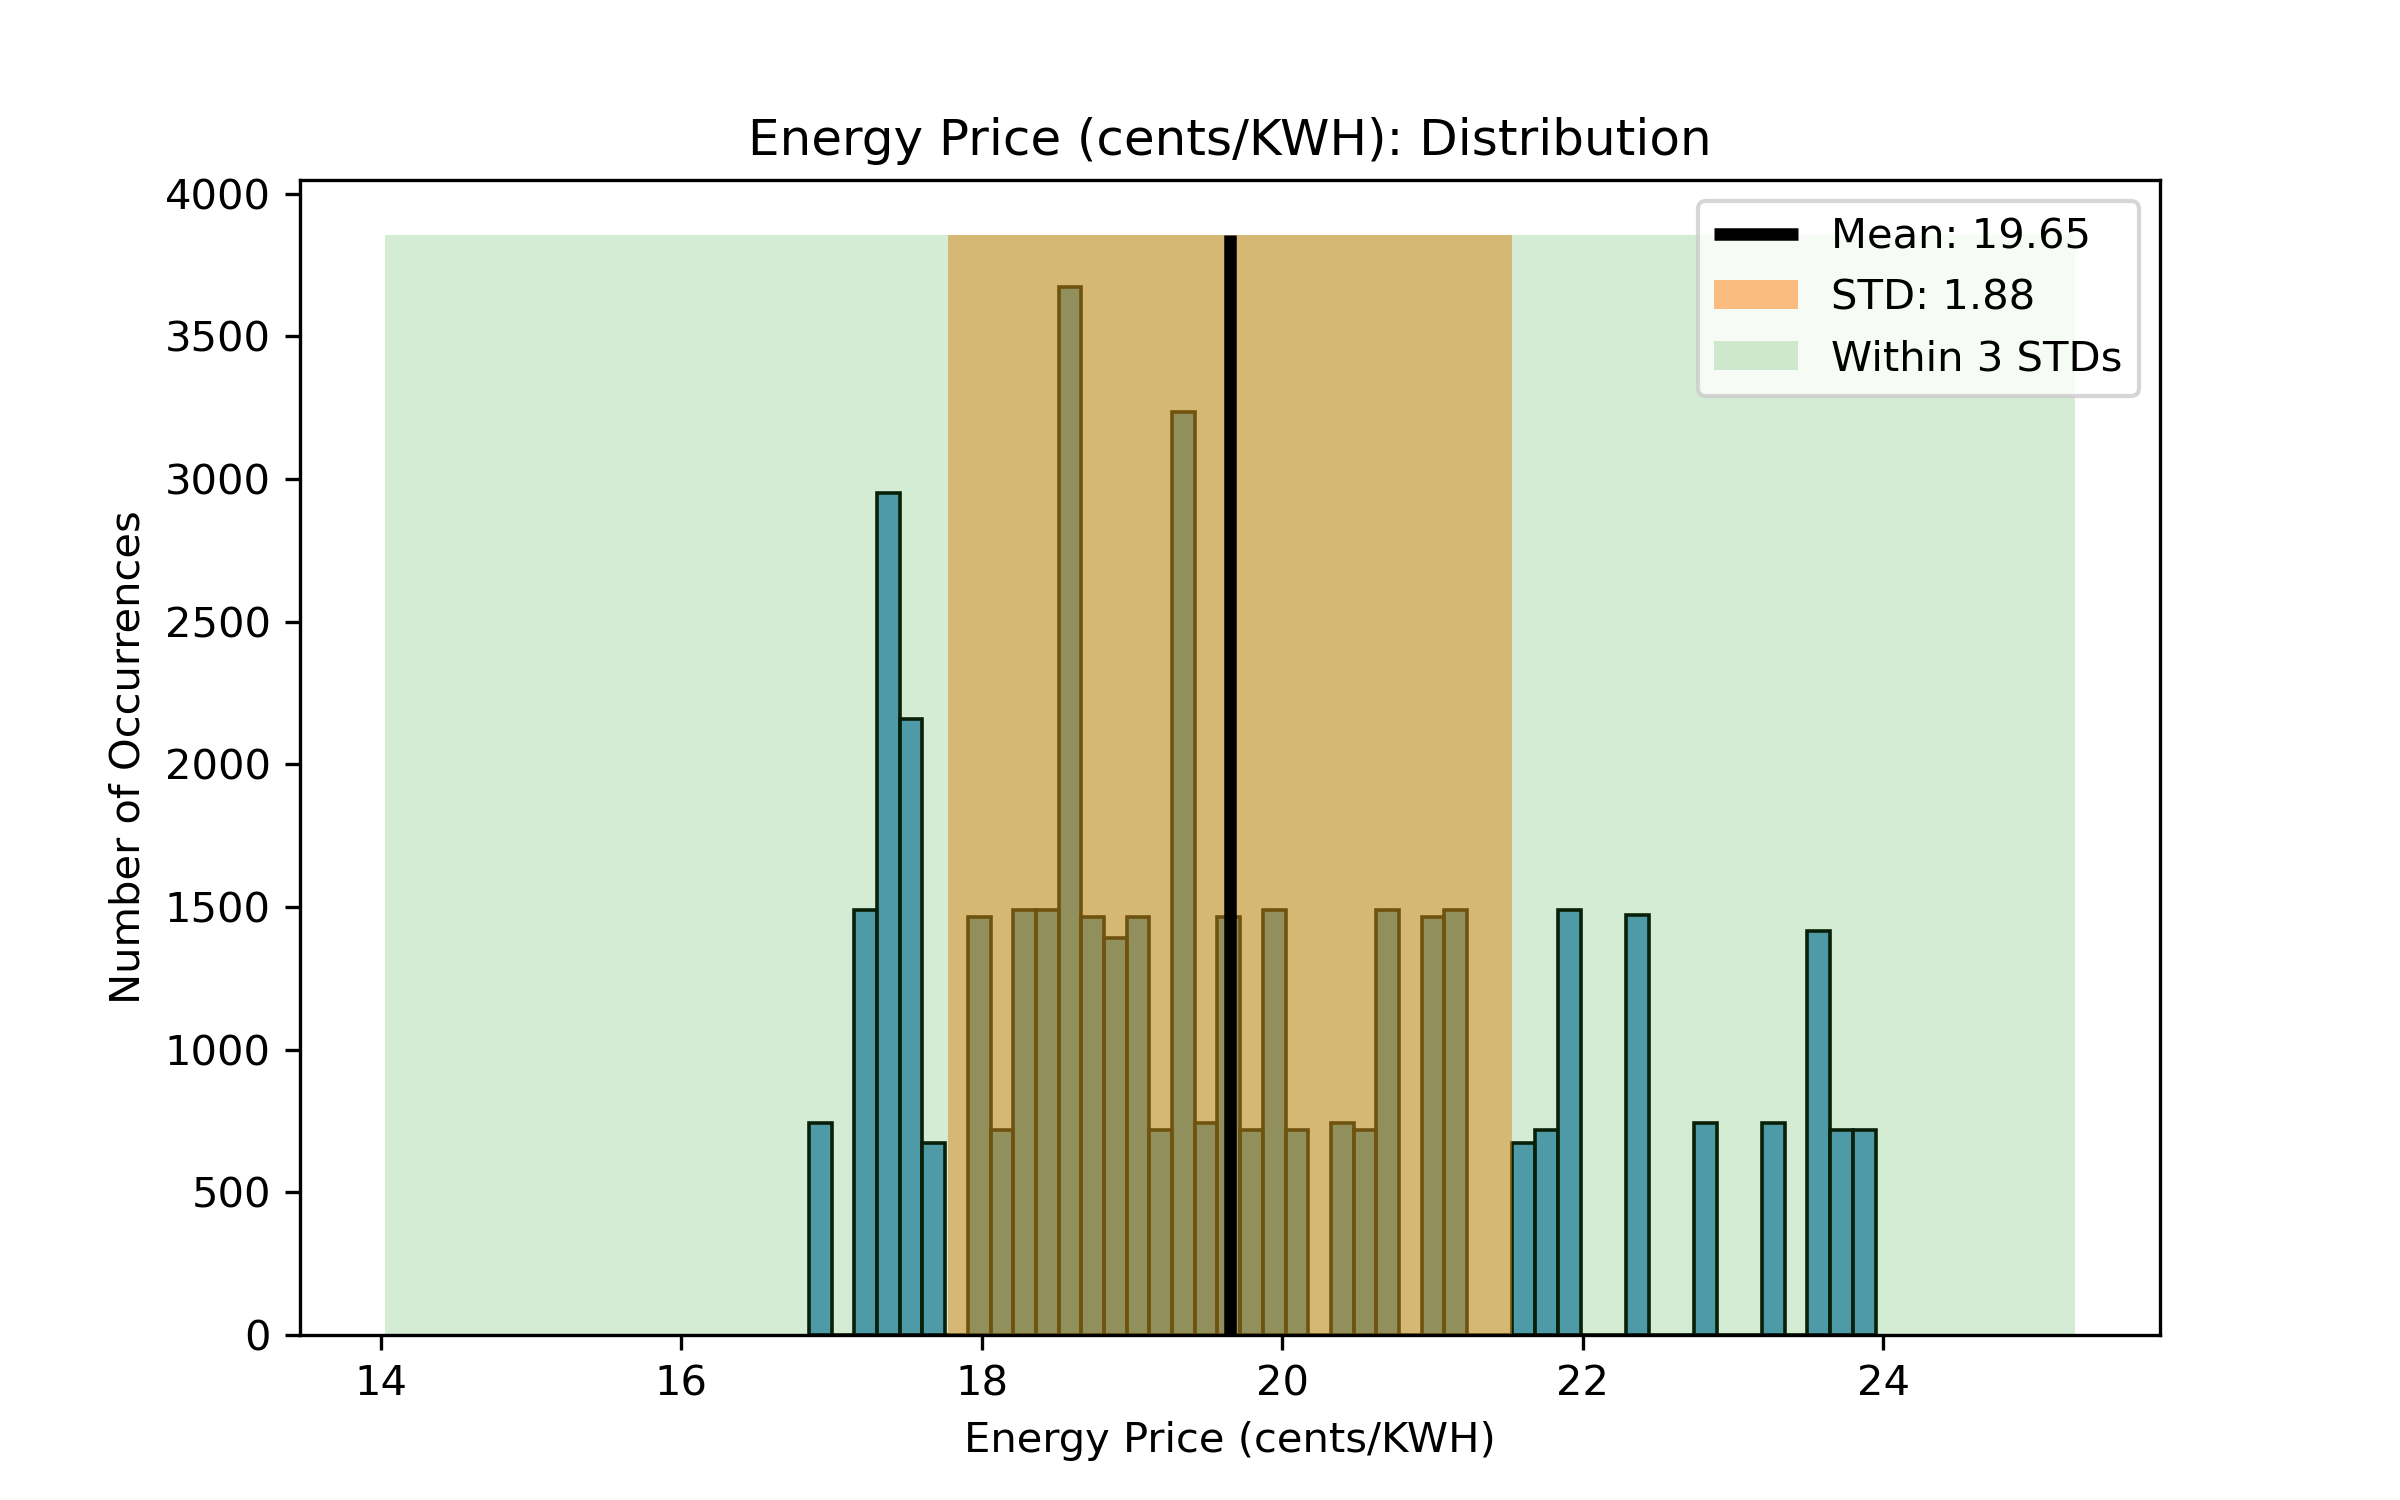 Energy Price (cents/KWH): Distribution
Mean: 19.65
STD: 1.88
Within 3 STDs
Number of Occurrences
4000
3500
3000
2500
2000
1500
1000
500
0
14 16 18 20 22 24
Energy Price (cents/KWH)